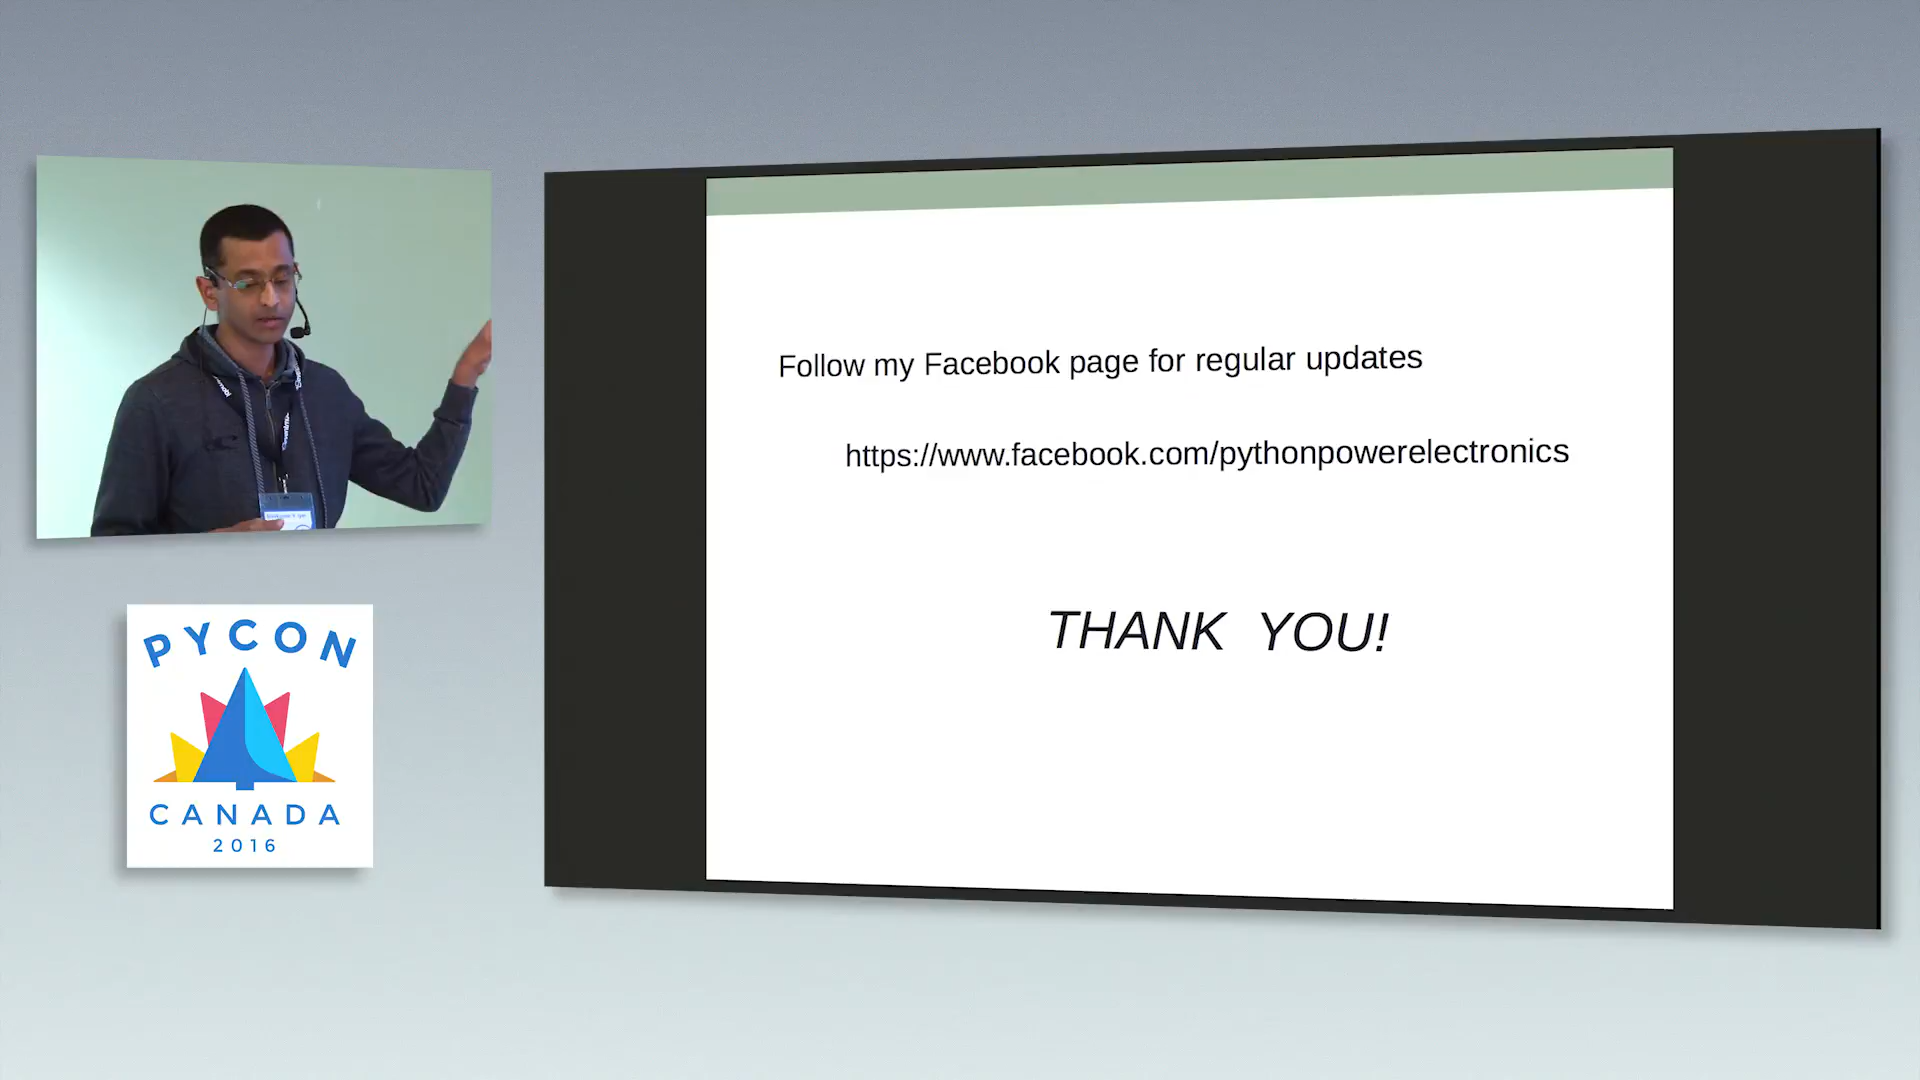 Follow my Facebook page for regular updates
https://www.facebook.com/pythonpowerelectronics
THANK YOU!
PYCON
CANADA
2016